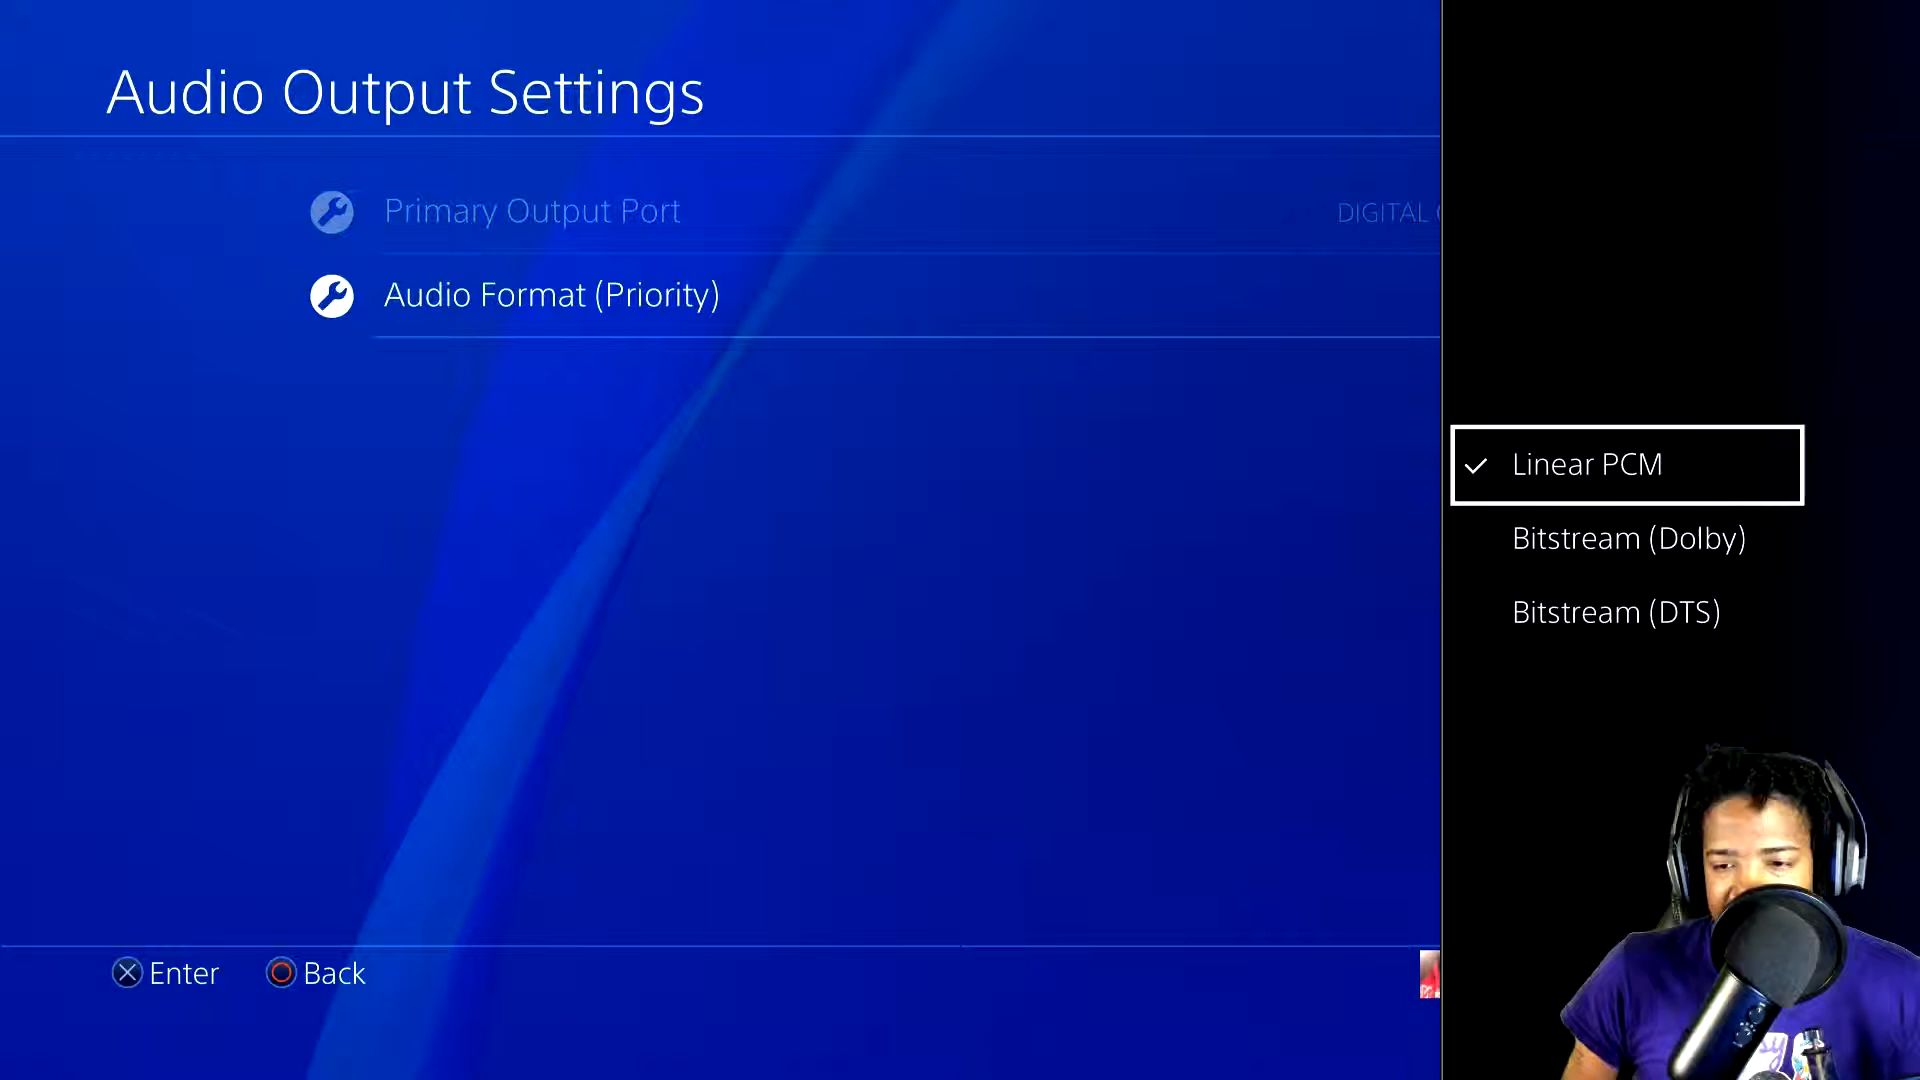 Audio Output Settings
Primary Output Port
DIGITAL
Audio Format (Priority)
Linear PCM
Bitstream (Dolby)
Bitstream (DTS)
Enter
Back